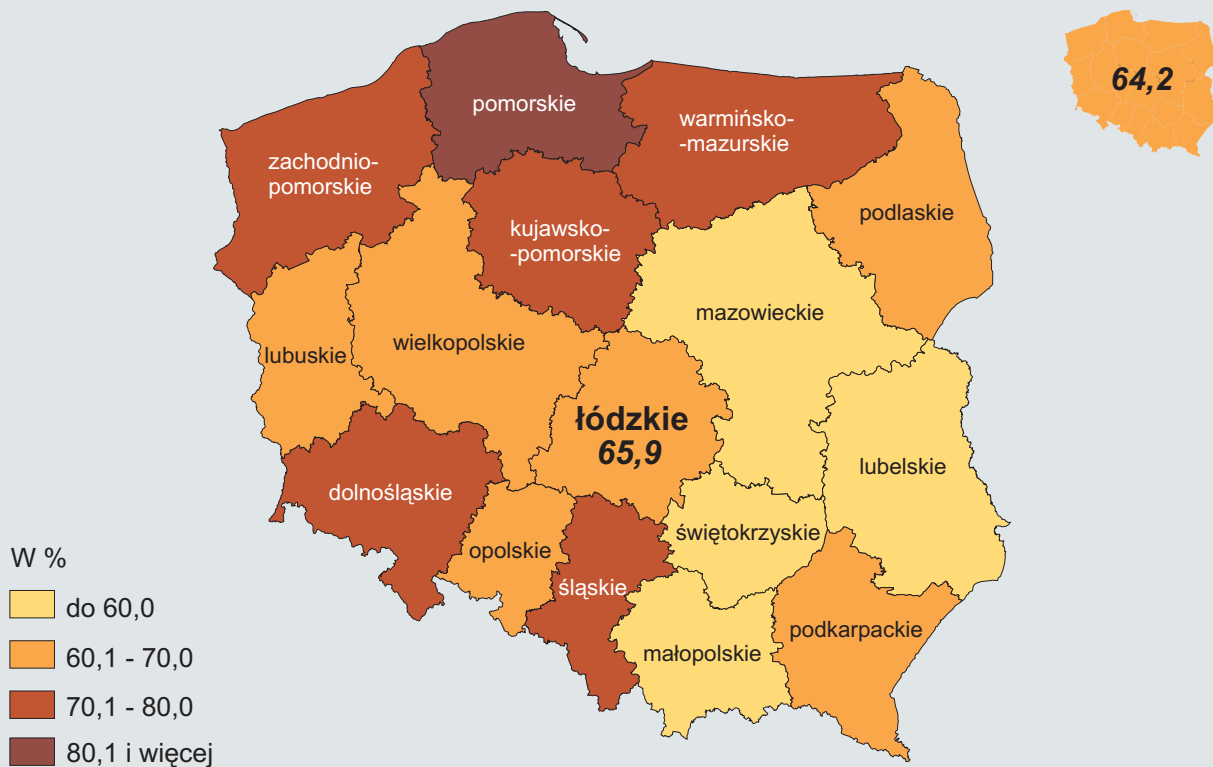 64,2
pomorskie
warmińsko-
-mazurskie
zachodnio-
pomorskie
podlaskie
kujawsko-
-pomorskie
mazowieckie
lubuskie
wielkopolskie
łódzkie
65,9
lubelskie
dolnośląskie
świętokrzyskie
opolskie
śląskie
podkarpackie
małopolskie
W %
do 60,0
60,1 - 70,0
70,1 - 80,0
80,1 i więcej